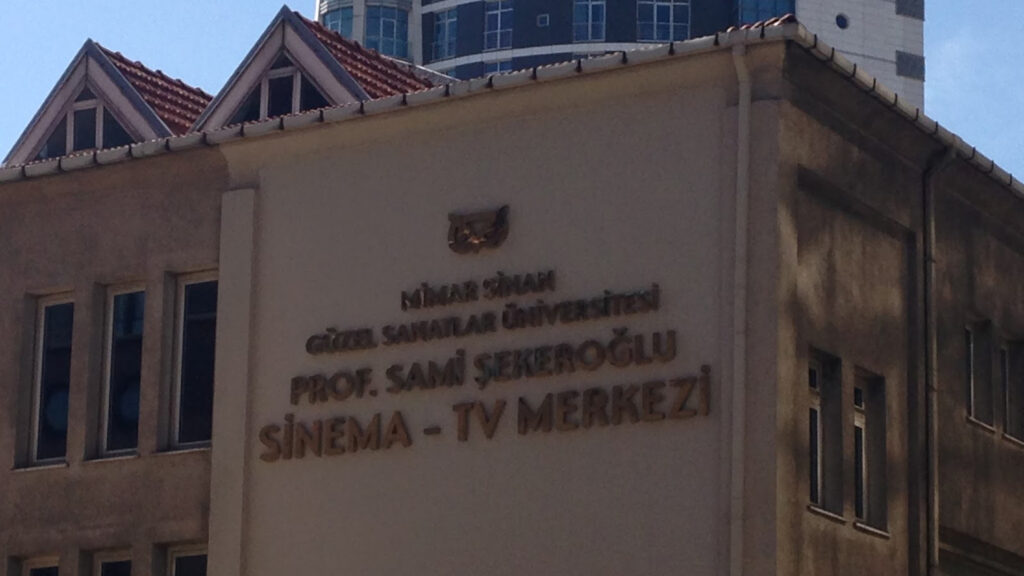 MİMAR SİNAN
GÜZEL SANATLAR ÜNİVERSİTESİ
PROF. SAMİ ŞEKEROĞLU
SİNEMA - TV MERKEZİ